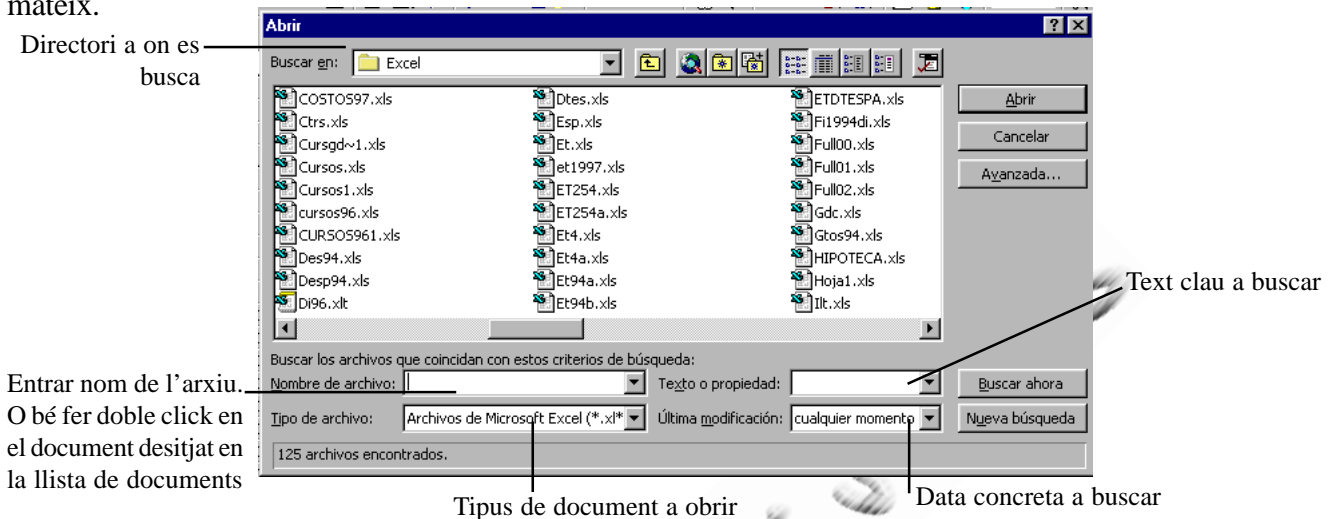 mateix.
Abrir
Directori a on es
busca
Buscar en: Excel
COSTOS97.xls
Ctrs.xls
Cursgd~1.xls
Cursos.xls
Cursos1.xls
cursos96.xls
CURSOS961.xls
Des94.xls
Desp94.xls
Di96.xlt
Dtes.xls
Esp.xls
Et.xls
et1997.xls
ET254.xls
ET254a.xls
Et4.xls
Et4a.xls
Et94a.xls
Et94b.xls
ETDTESPA.xls
Fi1994di.xls
Full00.xls
Full01.xls
Full02.xls
Gdc.xls
Gtos94.xls
HIPOTECA.xls
Hoja1.xls
Ilt.xls
Abrir
Cancelar
Avanzada...
Text clau a buscar
Buscar los archivos que coincidan con estos criterios de búsqueda:
Nombre de archivo: Texto o propiedad: Buscar ahora
Tipo de archivo: Archivos de Microsoft Excel (*.xl* Última modificación: cualquier momento Nueva búsqueda
125 archivos encontrados.
Entrar nom de l'arxiu.
O bé fer doble click en
el document desitjat en
la llista de documents
Tipus de document a obrir
Data concreta a buscar